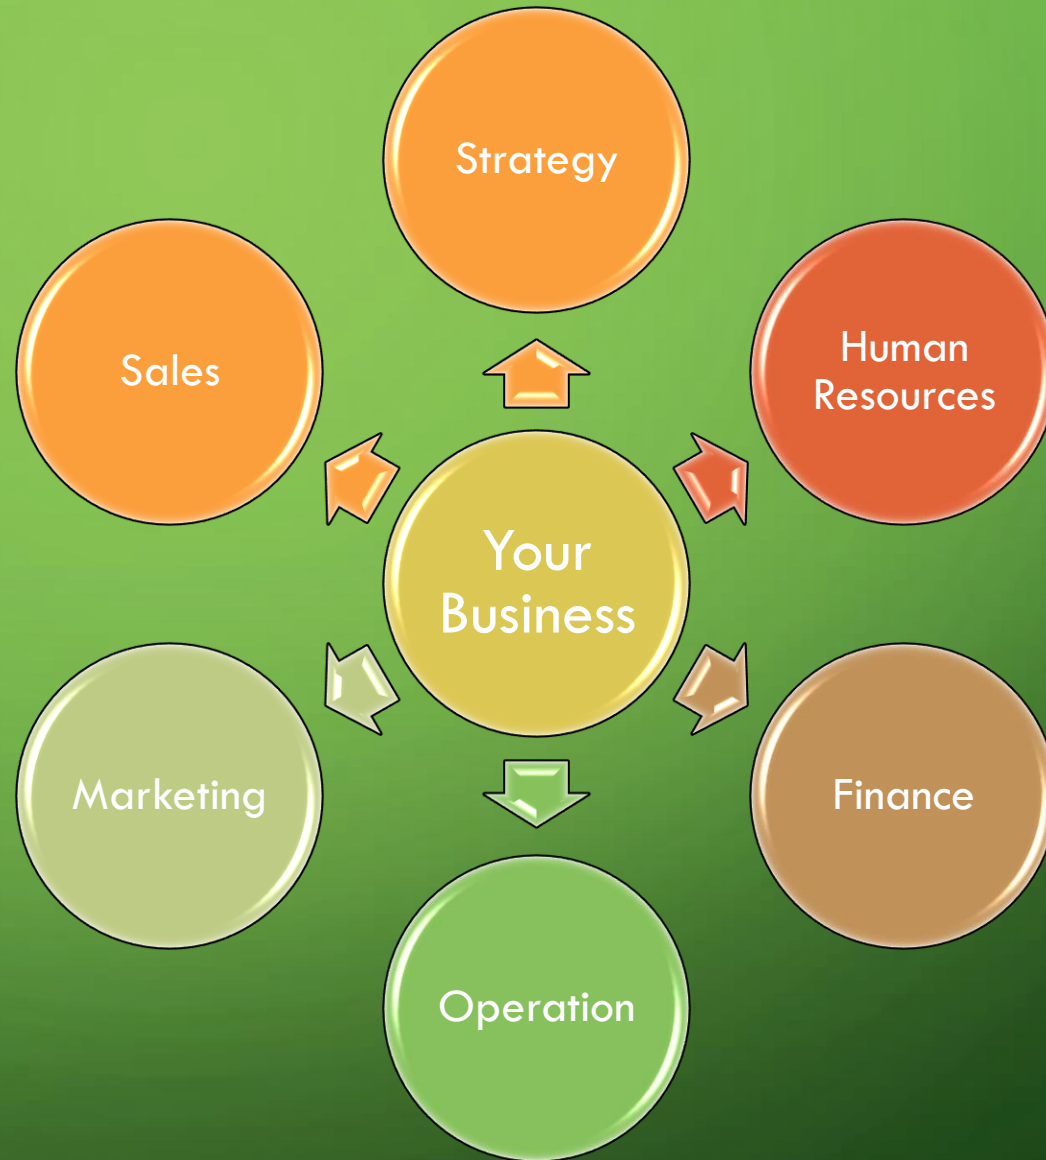 Strategy
Sales
Human
Resources
Your
Business
Marketing
Finance
Operation